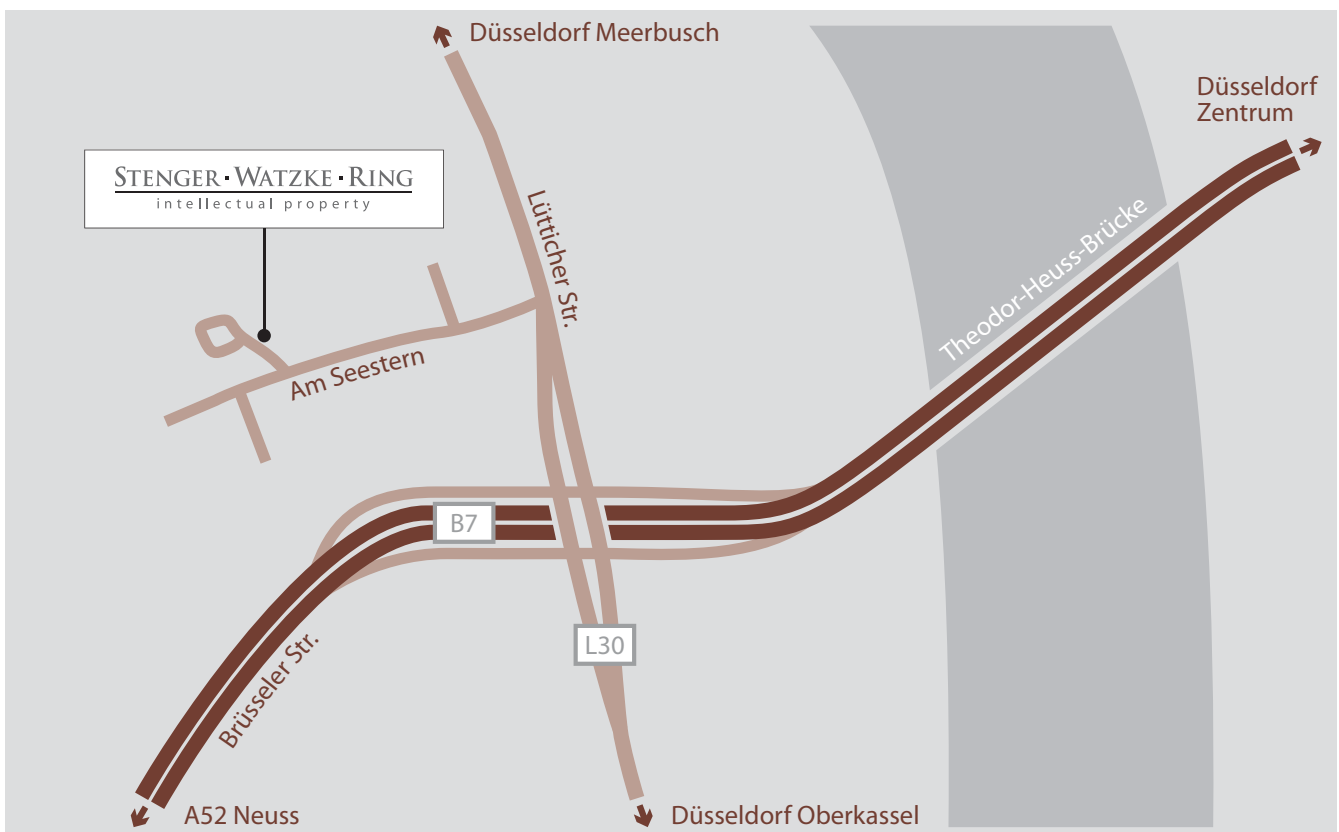 Düsseldorf Meerbusch
Düsseldorf
Zentrum
STENGER · WATZKE · RING
intellectual property
Lütticher Str.
Theodor-Heuss-Brücke
Am Seestern
B7
L30
Brüsseler Str.
A52 Neuss
Düsseldorf Oberkassel